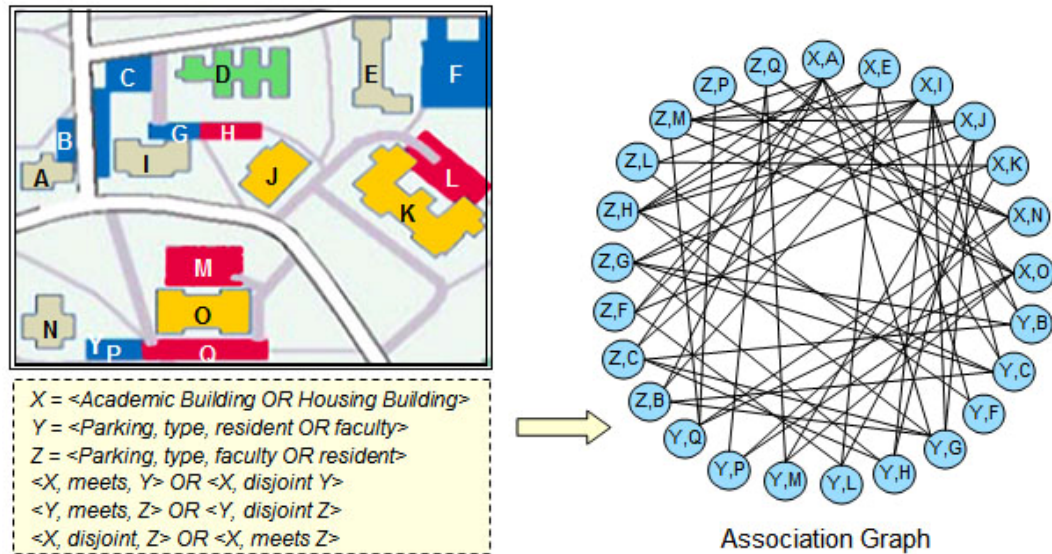 C
D
E
F
B
G
H
I
A
J
L
K
M
N
O
Y
P
Q
X = <Academic Building OR Housing Building>
Y = <Parking, type, resident OR faculty>
Z = <Parking, type, faculty OR resident>
<X, meets, Y> OR <X, disjoint Y>
<Y, meets, Z> OR <Y, disjoint Z>
<X, disjoint, Z> OR <X, meets Z>
X,A
X,E
X,I
X,J
X,K
X,N
X,O
Y,B
Y,C
Y,F
Y,G
Y,H
Y,L
Y,M
Y,P
Y,Q
Z,B
Z,C
Z,F
Z,G
Z,H
Z,L
Z,M
Z,P
Z,Q
Association Graph